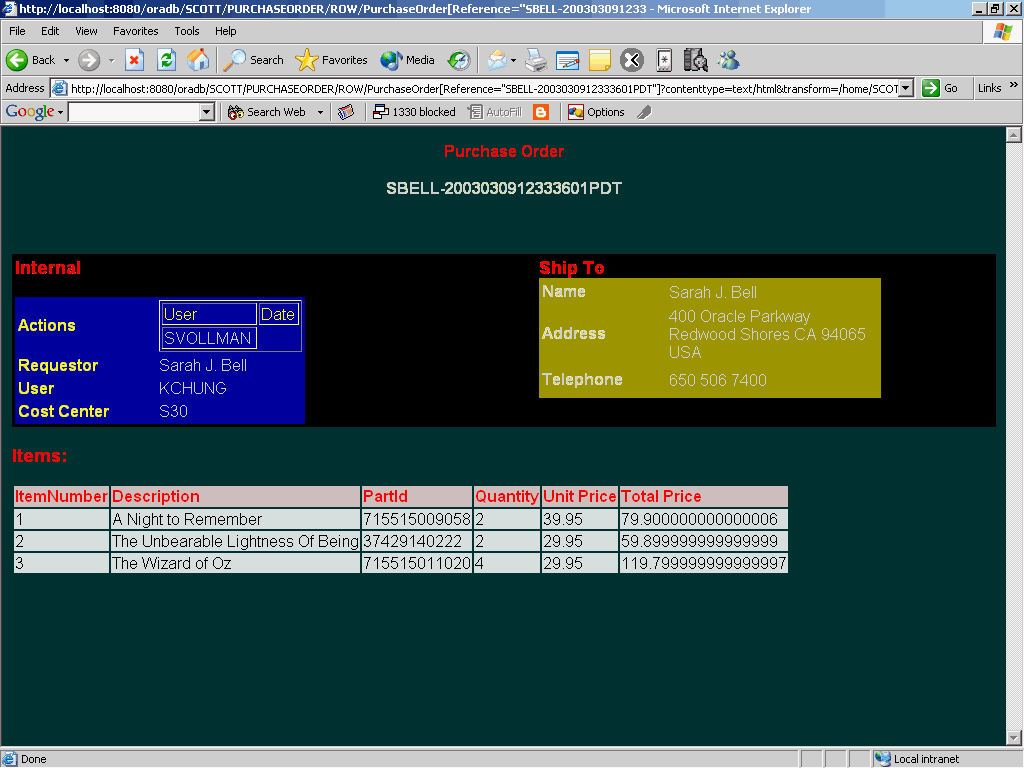 http://localhost:8080/oradb/SCOTT/PURCHASEORDER/ROW/PurchaseOrder[Reference="SBELL-200303091233 - Microsoft Internet Explorer
File Edit View Favorites Tools Help
Back Search Favorites Media
Address http://localhost:8080/oradb/SCOTT/PURCHASEORDER/ROW/PurchaseOrder[Reference="SBELL-2003030912333601PDT"]?contenttype=text/html&transform=/home/SCOT Go Links »
Google Search Web 1330 blocked AutoFill Options
Purchase Order
SBELL-2003030912333601PDT
Internal
Actions
User Date
SVOLLMAN
Requestor Sarah J. Bell
User KCHUNG
Cost Center S30
Ship To
Name Sarah J. Bell
Address
400 Oracle Parkway
Redwood Shores CA 94065
USA
Telephone 650 506 7400
Items:
ItemNumber Description PartId Quantity Unit Price Total Price
1 A Night to Remember 715515009058 2 39.95 79.900000000000006
2 The Unbearable Lightness Of Being 37429140222 2 29.95 59.899999999999999
3 The Wizard of Oz 715515011020 4 29.95 119.799999999999997
Done Local intranet